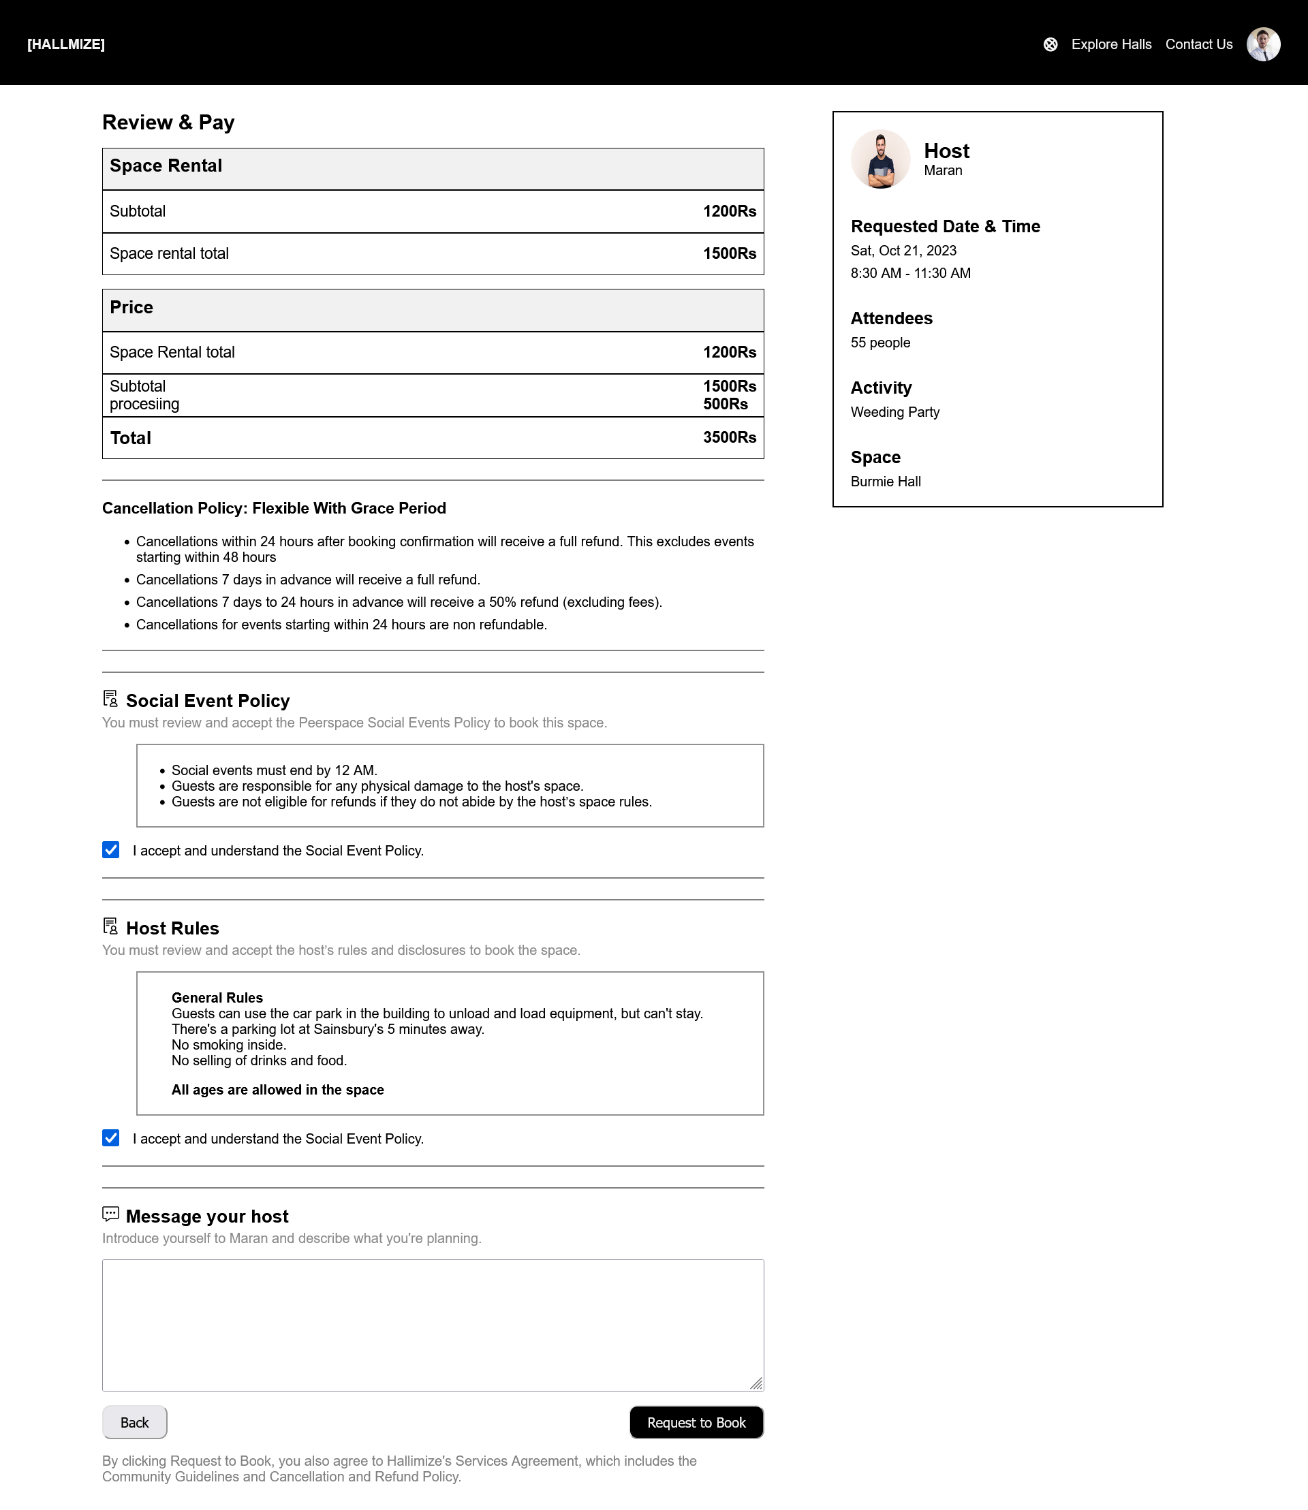 [HALLMIZE]
Explore Halls
Contact Us
Review & Pay
Space Rental
Subtotal 1200Rs
Space rental total 1500Rs
Price
Space Rental total 1200Rs
Subtotal 1500Rs
procesiing 500Rs
Total 3500Rs
Cancellation Policy: Flexible With Grace Period
• Cancellations within 24 hours after booking confirmation will receive a full refund. This excludes events
starting within 48 hours
• Cancellations 7 days in advance will receive a full refund.
• Cancellations 7 days to 24 hours in advance will receive a 50% refund (excluding fees).
• Cancellations for events starting within 24 hours are non refundable.
Social Event Policy
You must review and accept the Peerspace Social Events Policy to book this space.
• Social events must end by 12 AM.
• Guests are responsible for any physical damage to the host's space.
• Guests are not eligible for refunds if they do not abide by the host's space rules.
I accept and understand the Social Event Policy.
Host Rules
You must review and accept the host's rules and disclosures to book the space.
General Rules
Guests can use the car park in the building to unload and load equipment, but can't stay.
There's a parking lot at Sainsbury's 5 minutes away.
No smoking inside.
No selling of drinks and food.
All ages are allowed in the space
I accept and understand the Social Event Policy.
Message your host
Introduce yourself to Maran and describe what you're planning.
Back
Request to Book
By clicking Request to Book, you also agree to Hallimize's Services Agreement, which includes the
Community Guidelines and Cancellation and Refund Policy.
Host
Maran
Requested Date & Time
Sat, Oct 21, 2023
8:30 AM - 11:30 AM
Attendees
55 people
Activity
Weeding Party
Space
Burmie Hall